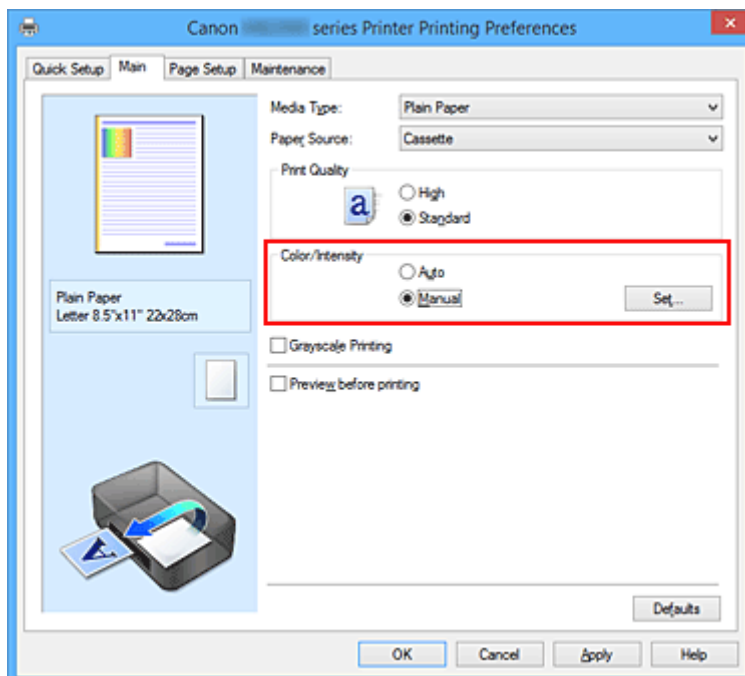 Canon series Printer Printing Preferences
Quick Setup Main Page Setup Maintenance
Media Type: Plain Paper
Paper Source: Cassette
Print Quality
a
High
Standard
Color/Intensity
Auto
Manual Set...
Plain Paper
Letter 8.5"x11" 22x28cm
Grayscale Printing
Preview before printing
A
Defaults
OK Cancel Apply Help